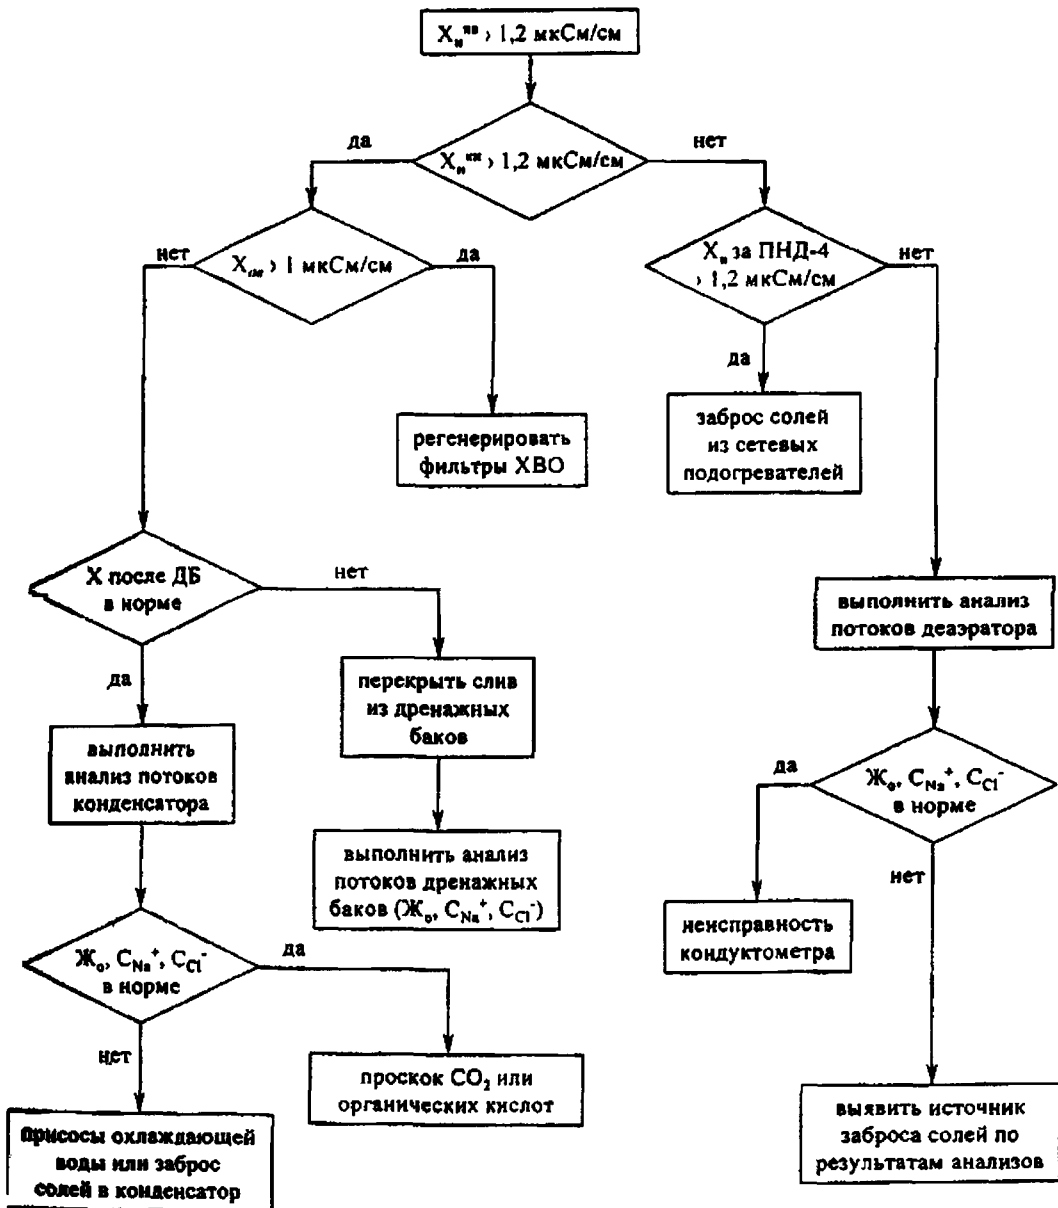 Xнпв › 1,2 мкСм/см
да
Xнкн › 1,2 мкСм/см
нет
нет
› 1 мкСм/см
да
Xн за ПНД-4
› 1,2 мкСм/см
нет
да
регенерировать
фильтры ХВО
заброс солей
из сетевых
подогревателей
X после ДБ
в норме
нет
выполнить анализ
потоков деаэратора
да
перекрыть слив
из дренажных
баков
выполнить
анализ потоков
конденсатора
да
Жо, CNa+, CCl-
в норме
выполнить анализ
потоков дренажных
баков (Жо, CNa+, CCl-)
нет
неисправность
кондуктометра
Жо, CNa+, CCl-
в норме
да
нет
проскок CO2 или
органических кислот
присосы охлаждающей
воды или заброс
солей в конденсатор
выявить источник
заброса солей по
результатам анализов